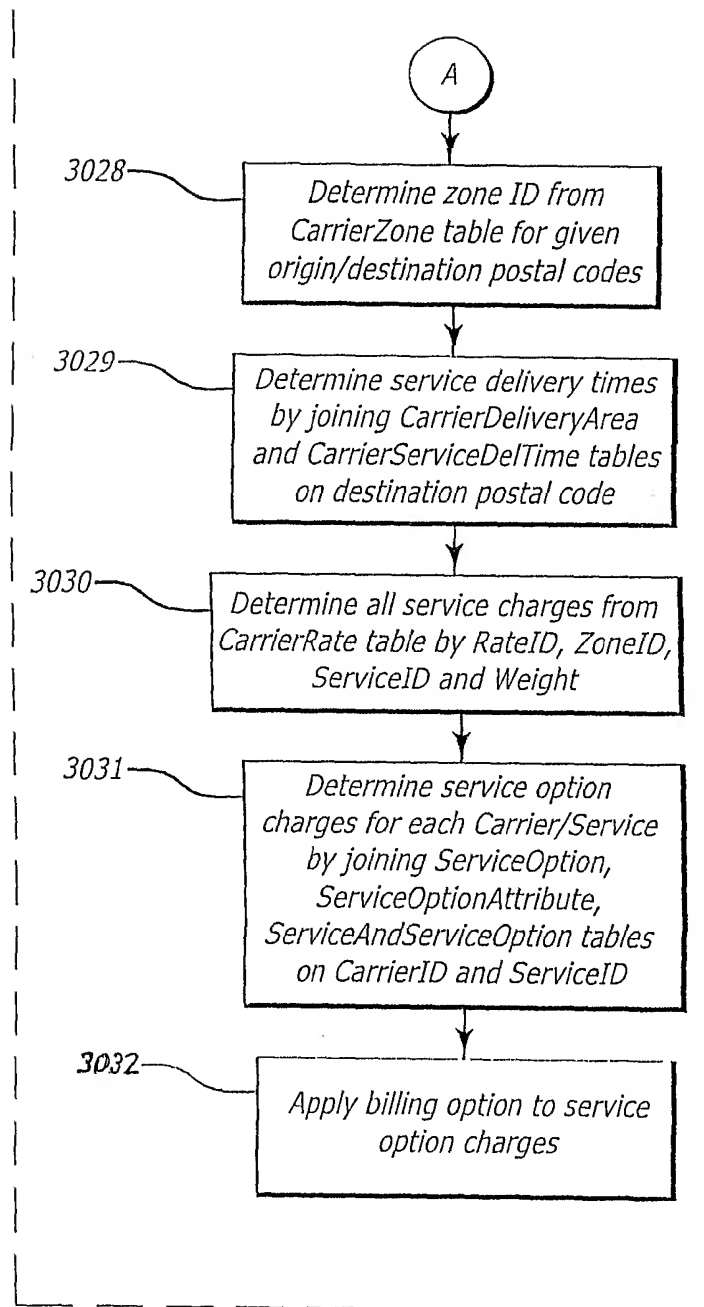 A
3028
Determine zone ID from
CarrierZone table for given
origin/destination postal codes
3029
Determine service delivery times
by joining CarrierDeliveryArea
and CarrierServiceDelTime tables
on destination postal code
3030
Determine all service charges from
CarrierRate table by RateID, ZoneID,
ServiceID and Weight
3031
Determine service option
charges for each Carrier/Service
by joining ServiceOption,
ServiceOptionAttribute,
ServiceAndServiceOption tables
on CarrierID and ServiceID
3032
Apply billing option to service
option charges